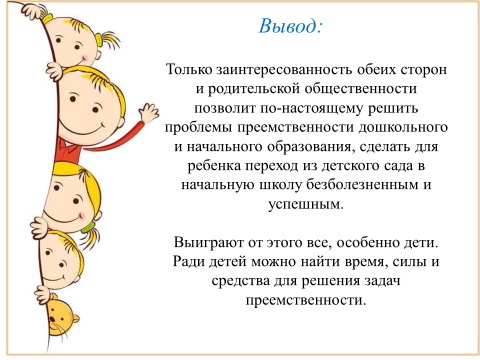 Вывод:
Только заинтересованность обеих сторон
и родительской общественности
позволит по-настоящему решить
проблемы преемственности дошкольного
и начального образования, сделать для
ребенка переход из детского сада в
начальную школу безболезненным и
успешным.
Выиграют от этого все, особенно дети.
Ради детей можно найти время, силы и
средства для решения задач
преемственности.